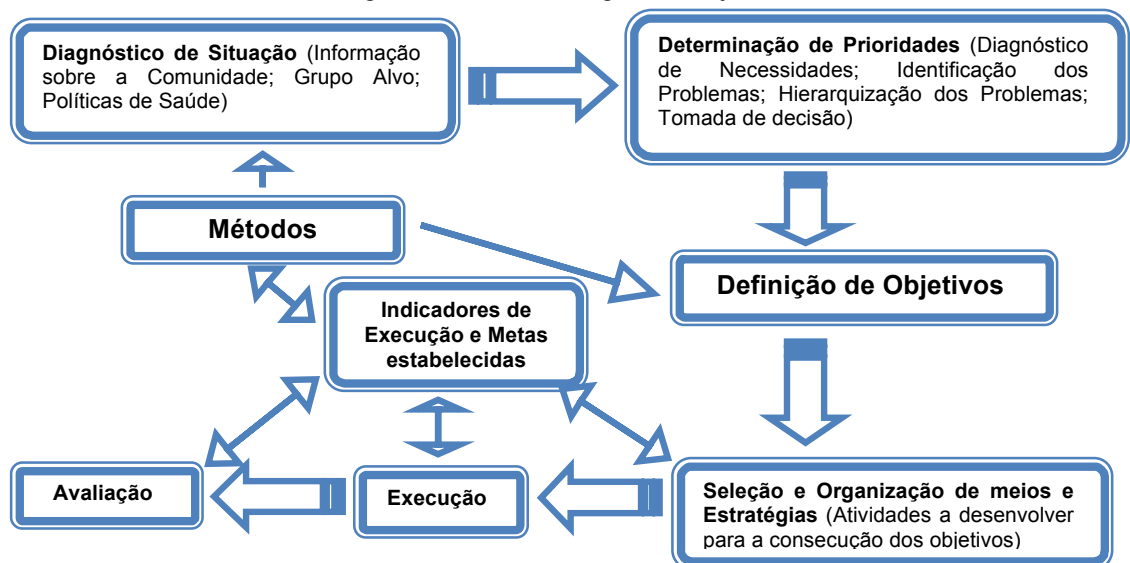 Diagnóstico de Situação (Informação
sobre a Comunidade; Grupo Alvo;
Políticas de Saúde)
Determinação de Prioridades (Diagnóstico
de Necessidades; Identificação dos
Problemas; Hierarquização dos Problemas;
Tomada de decisão)
Métodos
Definição de Objetivos
Indicadores de
Execução e Metas
estabelecidas
Avaliação
Execução
Seleção e Organização de meios e
Estratégias (Atividades a desenvolver
para a consecução dos objetivos)